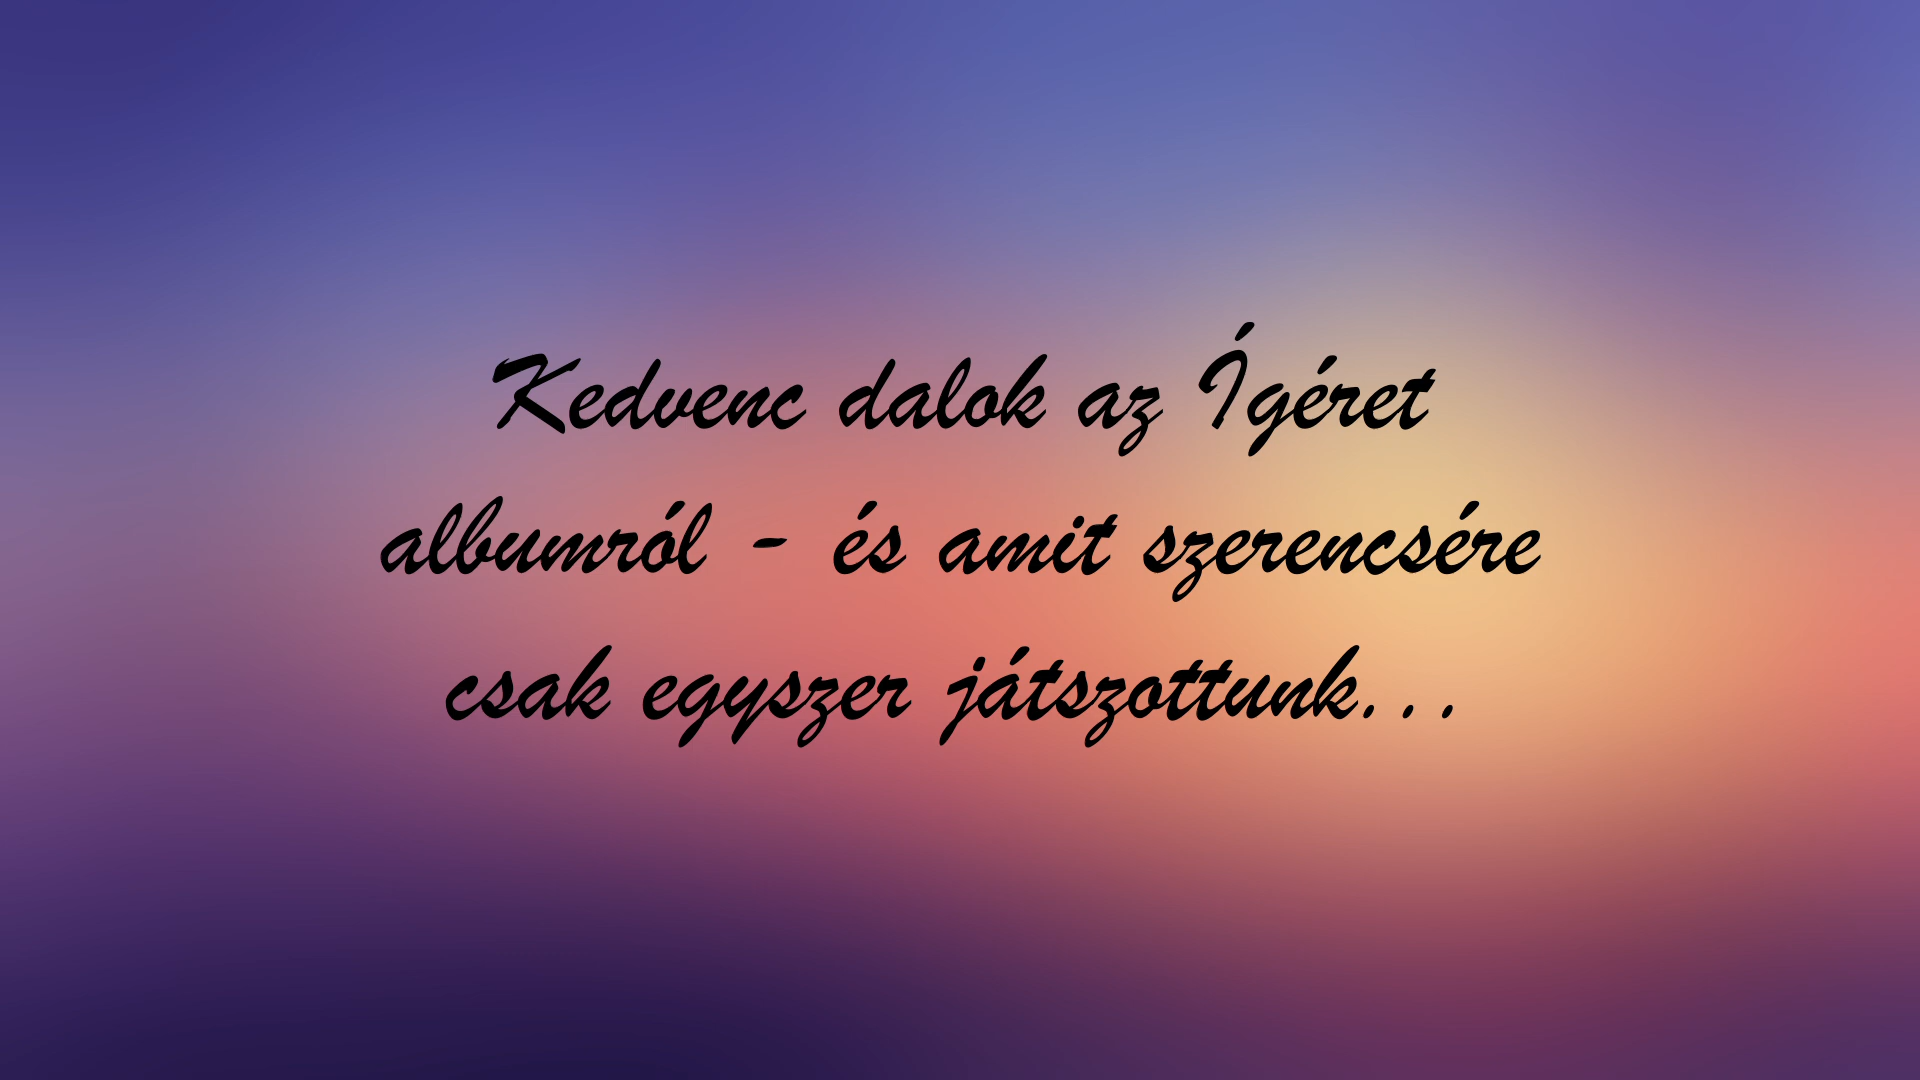 Kedvenc dalok az Ígéret
albumról - és amit szerencsére
csak egyszer játszottunk...